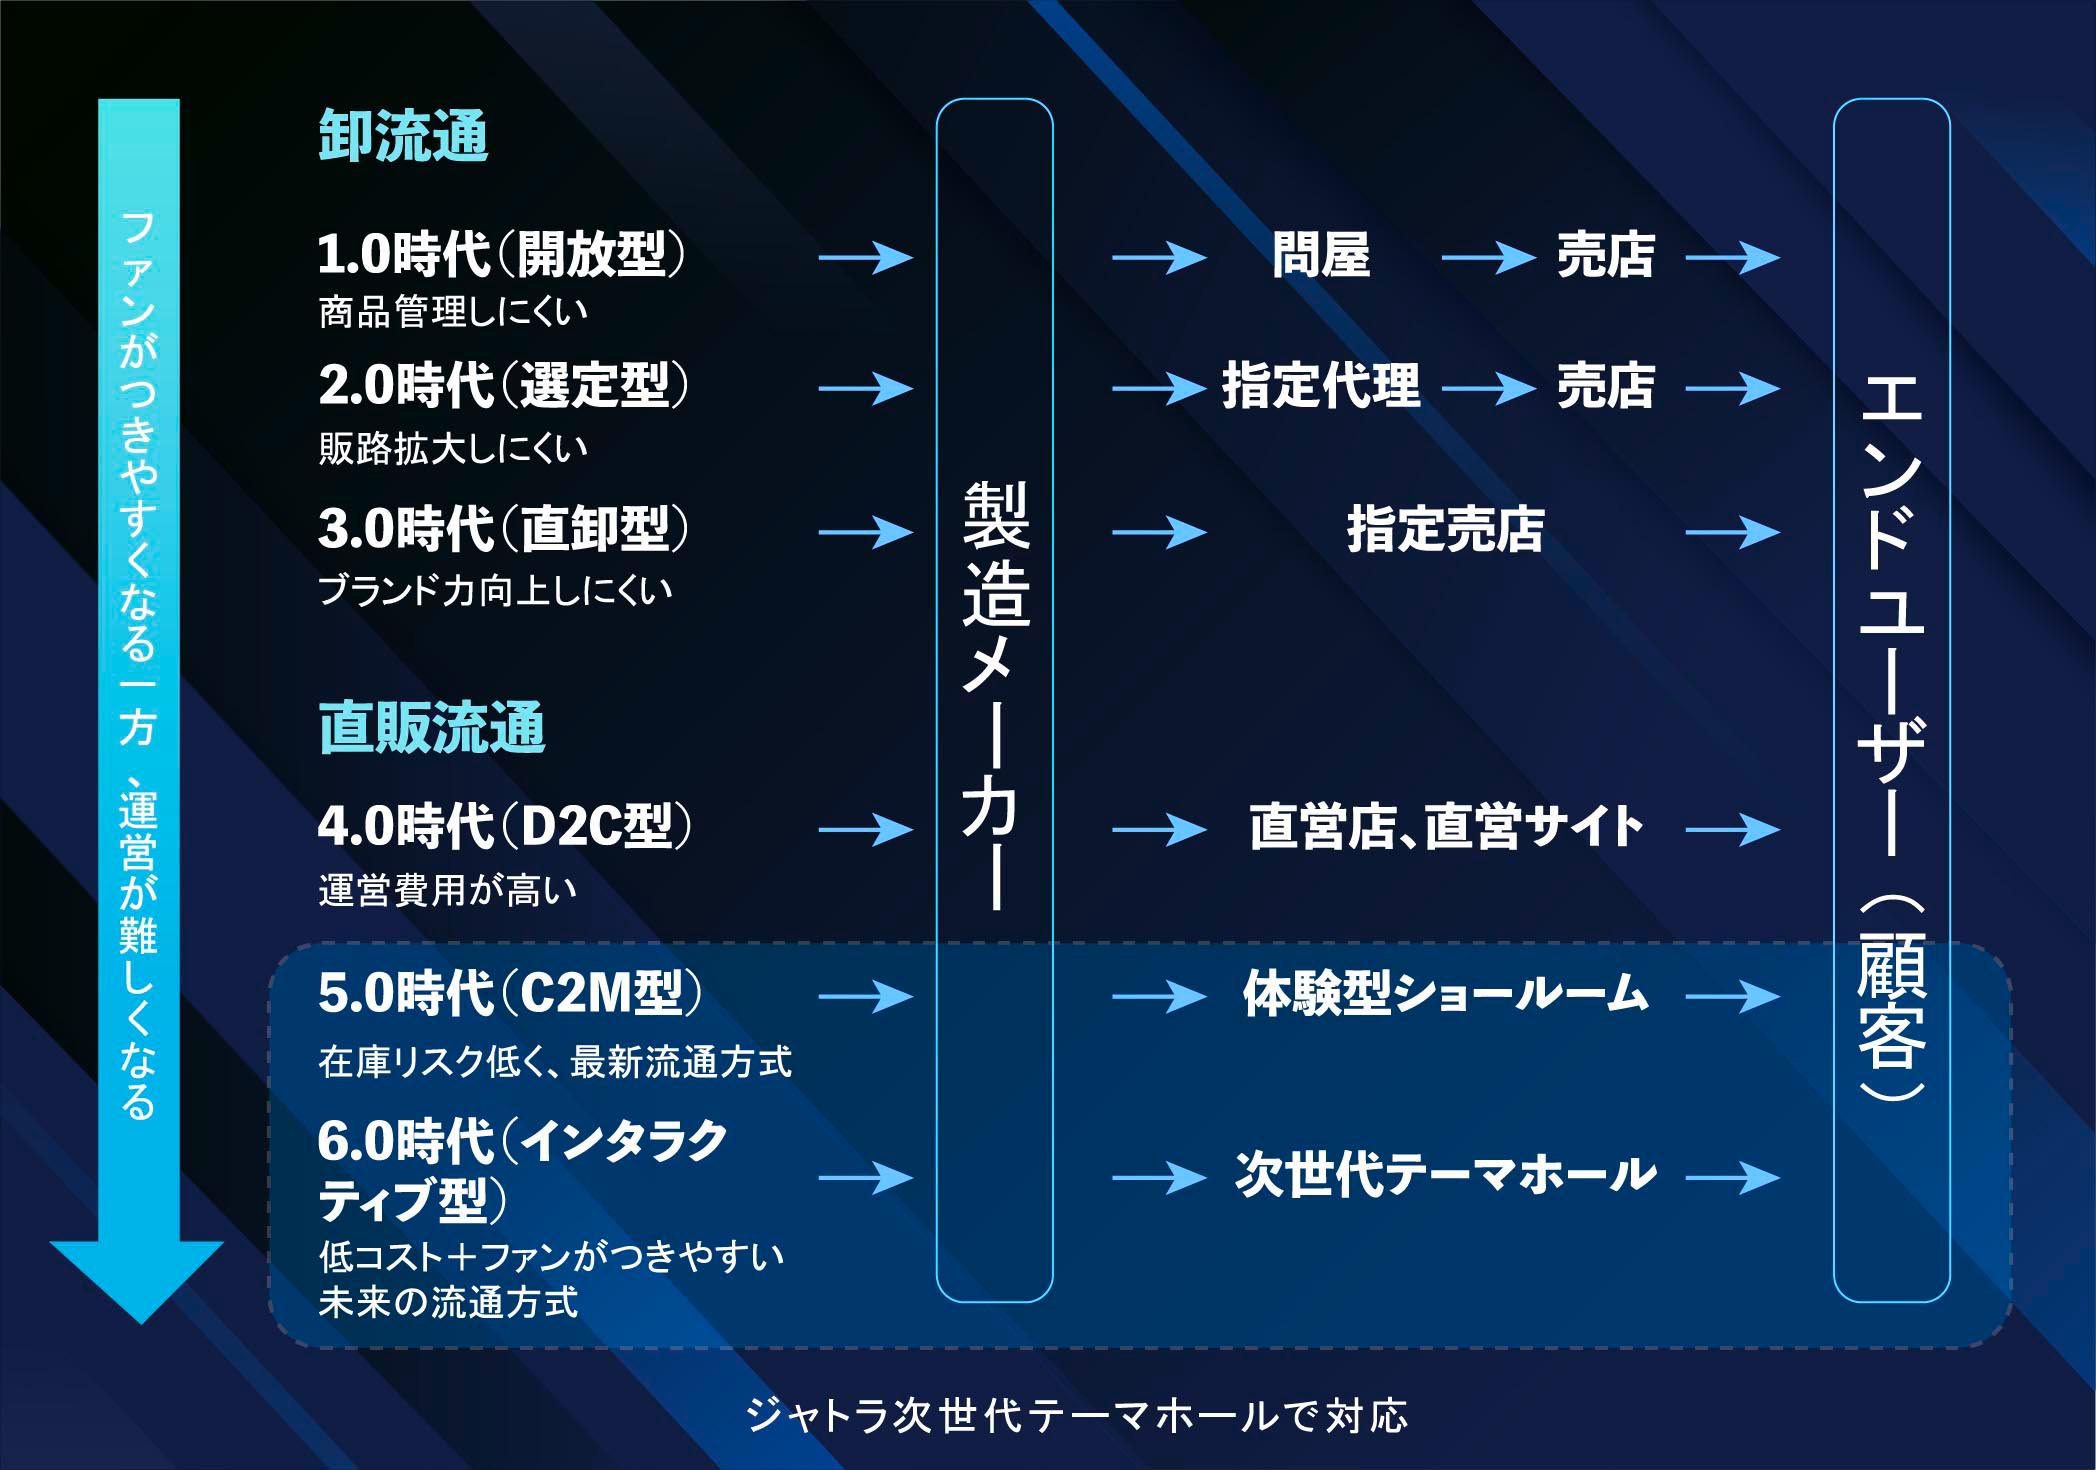 ファンがつきやすくなる一方、運営が難しくなる
卸流通
1.0時代（開放型）
商品管理しにくい
問屋
売店
2.0時代（選定型）
販路拡大しにくい
指定代理
売店
3.0時代（直卸型）
ブランド力向上しにくい
指定売店
直販流通
4.0時代（D2C型）
運営費用が高い
直営店、直営サイト
5.0時代（C2M型）
在庫リスク低く、最新流通方式
体験型ショールーム
6.0時代（インタラク
ティブ型）
低コスト＋ファンがつきやすい
未来の流通方式
次世代テーマホール
製造メーカー
エンドユーザー（顧客）
ジャトラ次世代テーマホールで対応